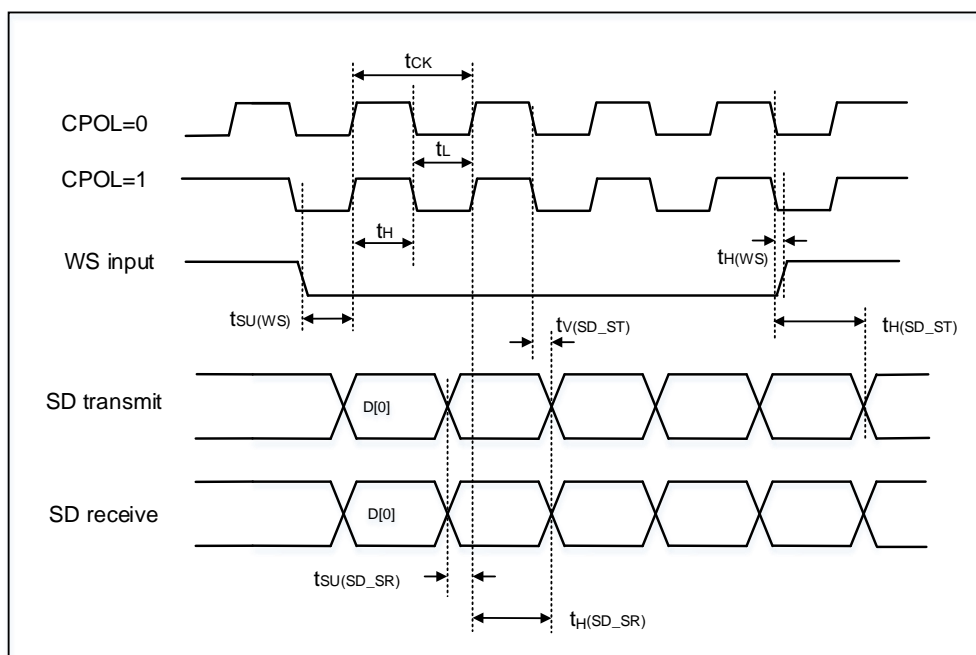 tCK
CPOL=0
tL
CPOL=1
tH
tH(WS)
WS input
tSU(WS)
tV(SD_ST)
tH(SD_ST)
SD transmit
D[0]
SD receive
D[0]
tSU(SD_SR)
tH(SD_SR)